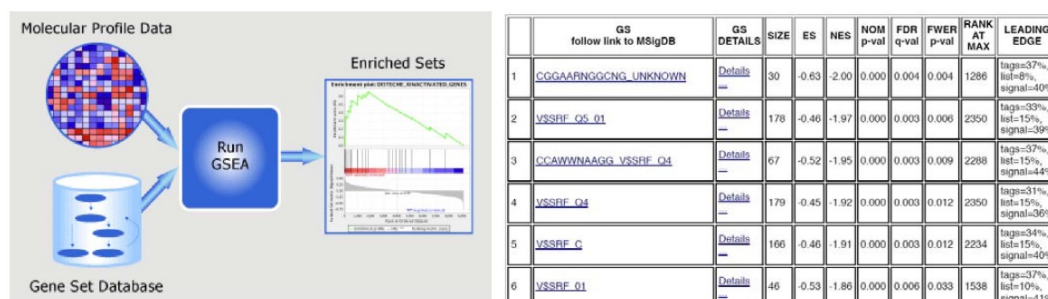 Molecular Profile Data
Enriched Sets
Run
GSEA
Gene Set Database
GS
follow link to MSigDB
GS
DETAILS
SIZE
ES
NES
NOM
p-val
FDR
q-val
FWER
p-val
RANK
AT
MAX
LEADING
EDGE
1 CGGAARNGGCNG_UNKNOWN Details ... 30 -0.63 -2.00 0.000 0.004 0.004 1286 tags=37%,
list=8%,
signal=40%
2 V$SRF_Q5_01 Details ... 178 -0.46 -1.97 0.000 0.003 0.006 2350 tags=33%,
list=15%,
signal=39%
3 CCAWWNAAGG_V$SRF_Q4 Details ... 67 -0.52 -1.95 0.000 0.003 0.009 2288 tags=37%,
list=15%,
signal=44%
4 V$SRF_Q4 Details ... 179 -0.45 -1.92 0.000 0.003 0.012 2350 tags=31%,
list=15%,
signal=36%
5 V$SRF_C Details ... 166 -0.46 -1.91 0.000 0.003 0.012 2234 tags=34%,
list=15%,
signal=40%
6 V$SRF_01 Details ... 46 -0.53 -1.86 0.000 0.006 0.033 1538 tags=37%,
list=10%,
signal=41%